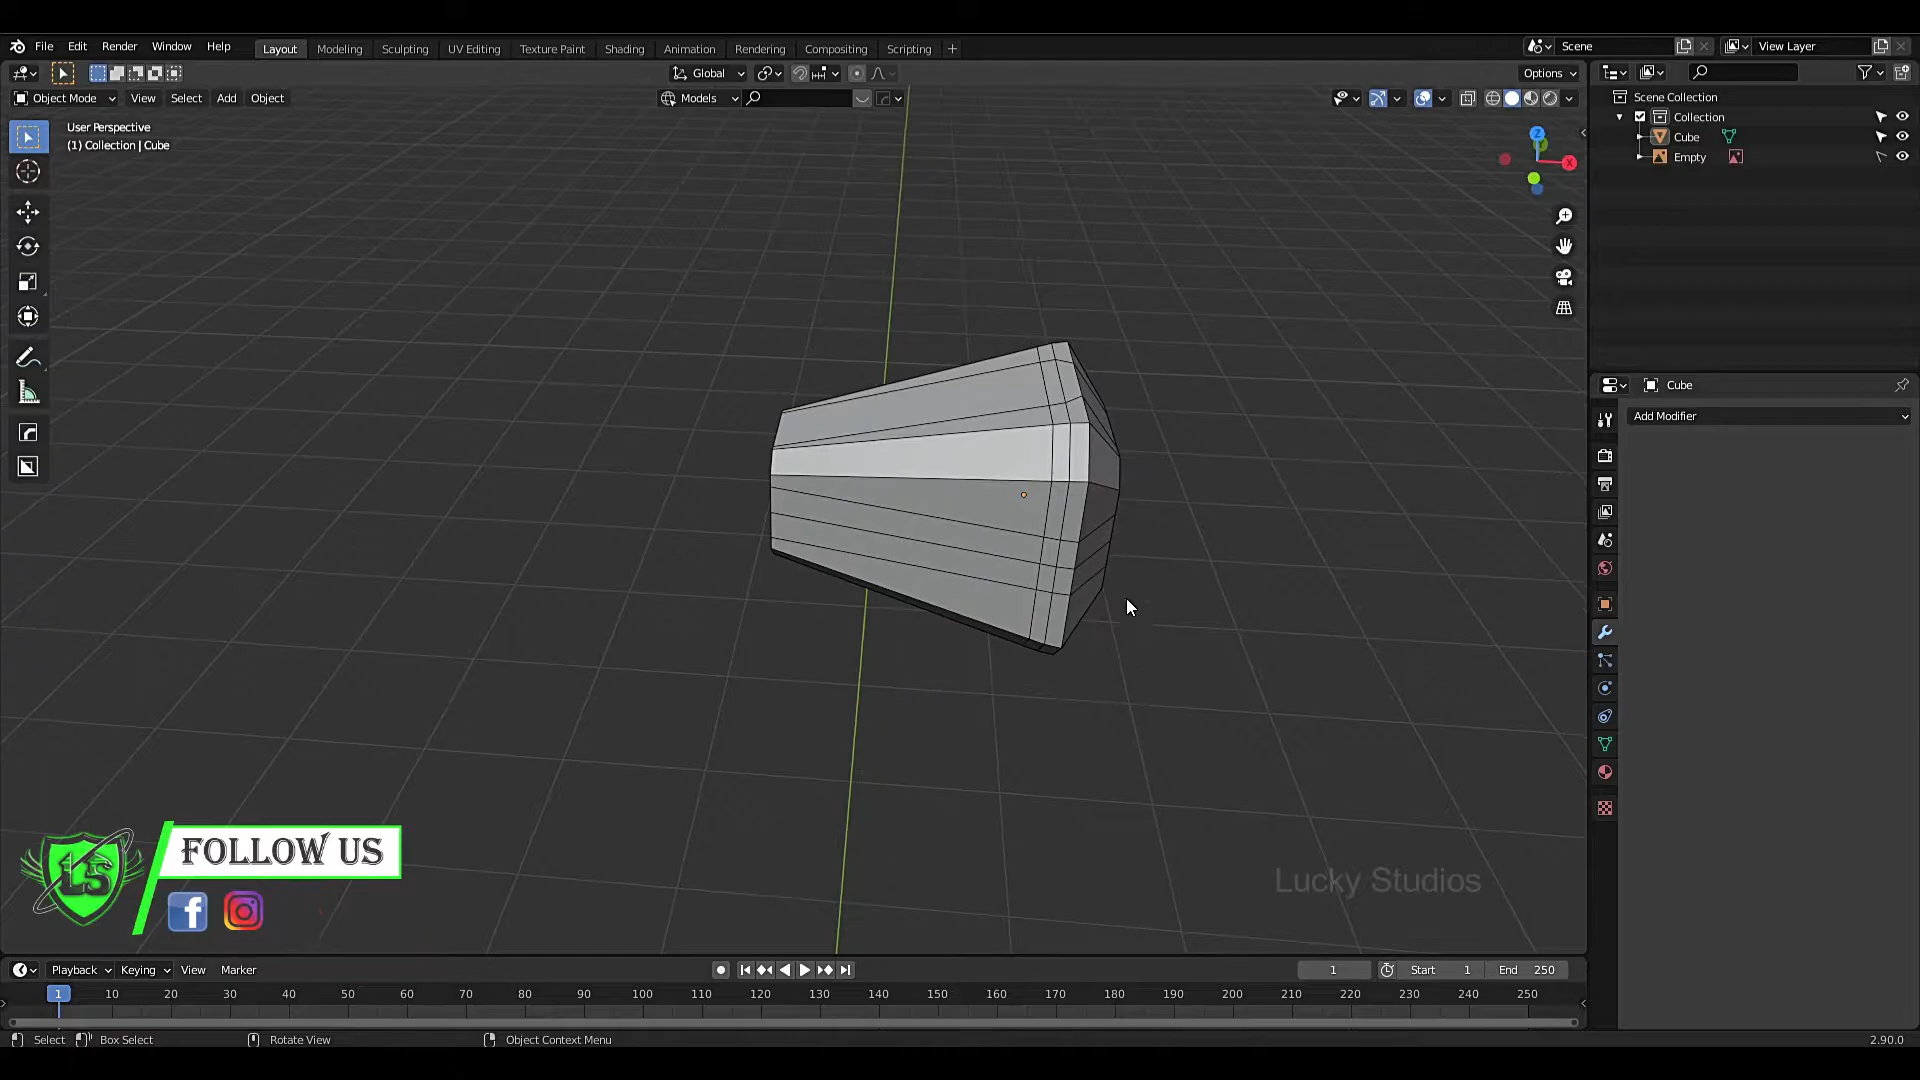 File Edit Render Window Help Layout Modeling Sculpting UV Editing Texture Paint Shading Animation Rendering Compositing Scripting + Scene View Layer
Global Options
Object Mode View Select Add Object Models
User Perspective
(1) Collection | Cube
Z
X
Scene Collection
Collection
Cube
Empty
Cube
Add Modifier
FOLLOW US
LS
f
Lucky Studios
Playback Keying View Marker 1 Start 1 End 250
1 10 20 30 40 50 60 70 80 90 100 110 120 130 140 150 160 170 180 190 200 210 220 230 240 250
Select Box Select Rotate View Object Context Menu 2.90.0